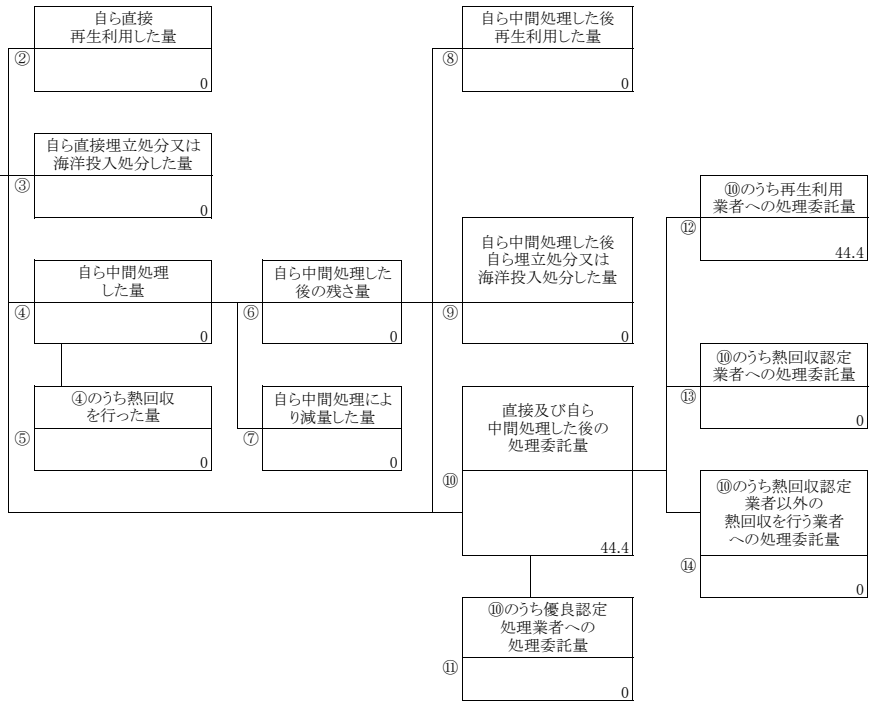 自ら直接
再生利用した量
②
0
自ら直接埋立処分又は
海洋投入処分した量
③
0
自ら中間処理
した量
④
0
④のうち熱回収
を行った量
⑤
0
自ら中間処理した
後の残さ量
⑥
0
自ら中間処理によ
り減量した量
⑦
0
自ら中間処理した後
再生利用した量
⑧
0
自ら中間処理した後
自ら埋立処分又は
海洋投入処分した量
⑨
0
直接及び自ら
中間処理した後の
処理委託量
⑩
44.4
⑩のうち優良認定
処理業者への
処理委託量
⑪
0
⑩のうち再生利用
業者への処理委託量
⑫
44.4
⑩のうち熱回収認定
業者への処理委託量
⑬
0
⑩のうち熱回収認定
業者以外の
熱回収を行う業者
への処理委託量
⑭
0